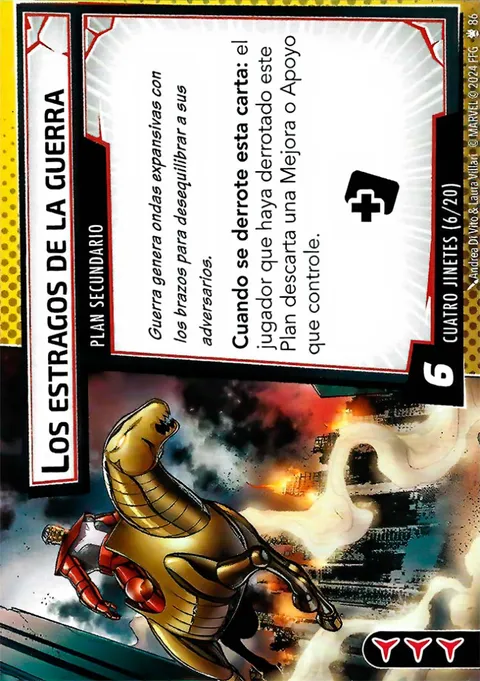 LOS ESTRAGOS DE LA GUERRA
PLAN SECUNDARIO
Guerra genera ondas expansivas con
los brazos para desequilibrar a sus
adversarios.
Cuando se derrote esta carta: el
jugador que haya derrotado este
Plan descarta una Mejora o Apoyo
que controle.
6
CUATRO JINETES (6/20)
Andrea Di Vito & Laura Villari © MARVEL © 2024 FFG 86